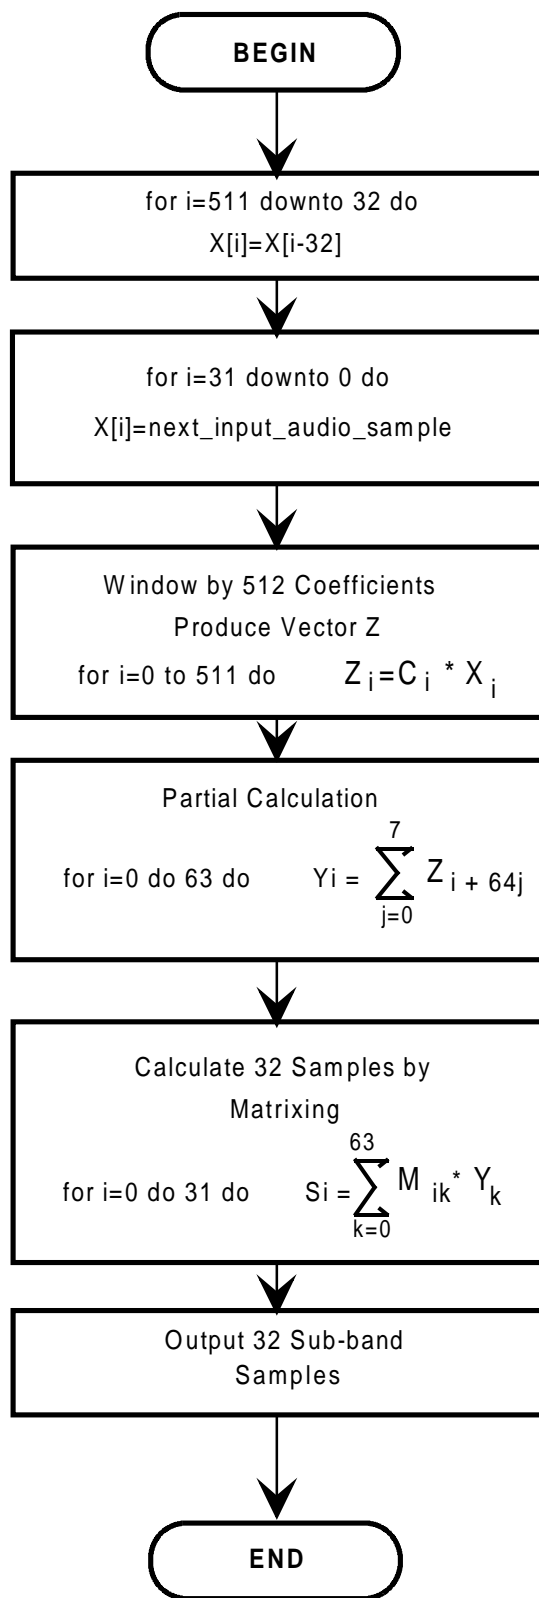 BEGIN
for i=511 downto 32 do
X[i]=X[i-32]
for i=31 downto 0 do
X[i]=next_input_audio_sample
Window by 512 Coefficients
Produce Vector Z
for i=0 to 511 do Z i=C i * X i
Partial Calculation
7
for i=0 do 63 do Yi = ∑ Z i + 64j
j=0
Calculate 32 Samples by
Matrixing
63
for i=0 do 31 do Si = ∑ M ik * Y k
k=0
Output 32 Sub-band
Samples
END